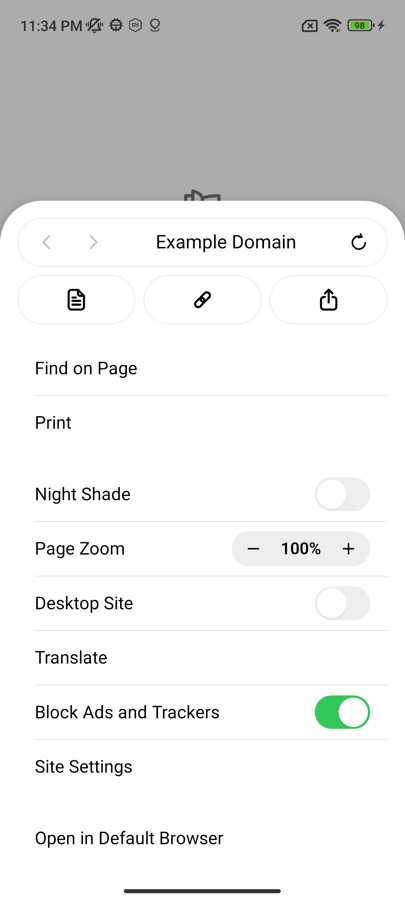 11:34 PM
98
Example Domain
Find on Page
Print
Night Shade
Page Zoom
− 100% +
Desktop Site
Translate
Block Ads and Trackers
Site Settings
Open in Default Browser